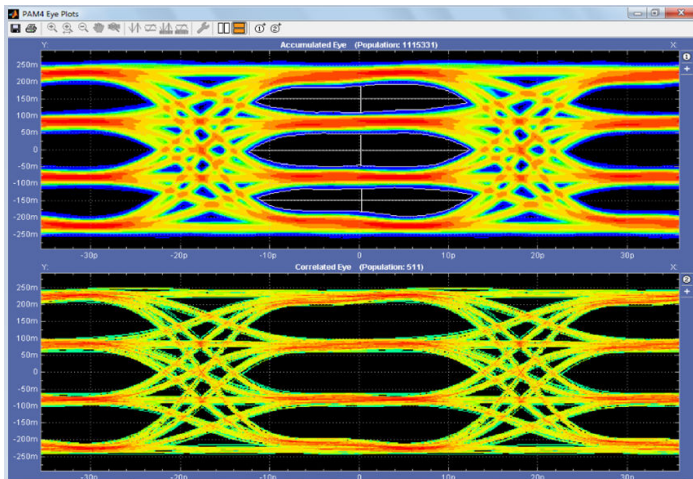 PAM4 Eye Plots
Y: Accumulated Eye (Population: 1115331) X:
250m
200m
150m
100m
50m
0
-50m
-100m
-150m
-200m
-250m
-30p -20p -10p 0 10p 20p 30p
Y: Correlated Eye (Population: 511) X:
250m
200m
150m
100m
50m
0
-50m
-100m
-150m
-200m
-250m
-30p -20p -10p 0 10p 20p 30p